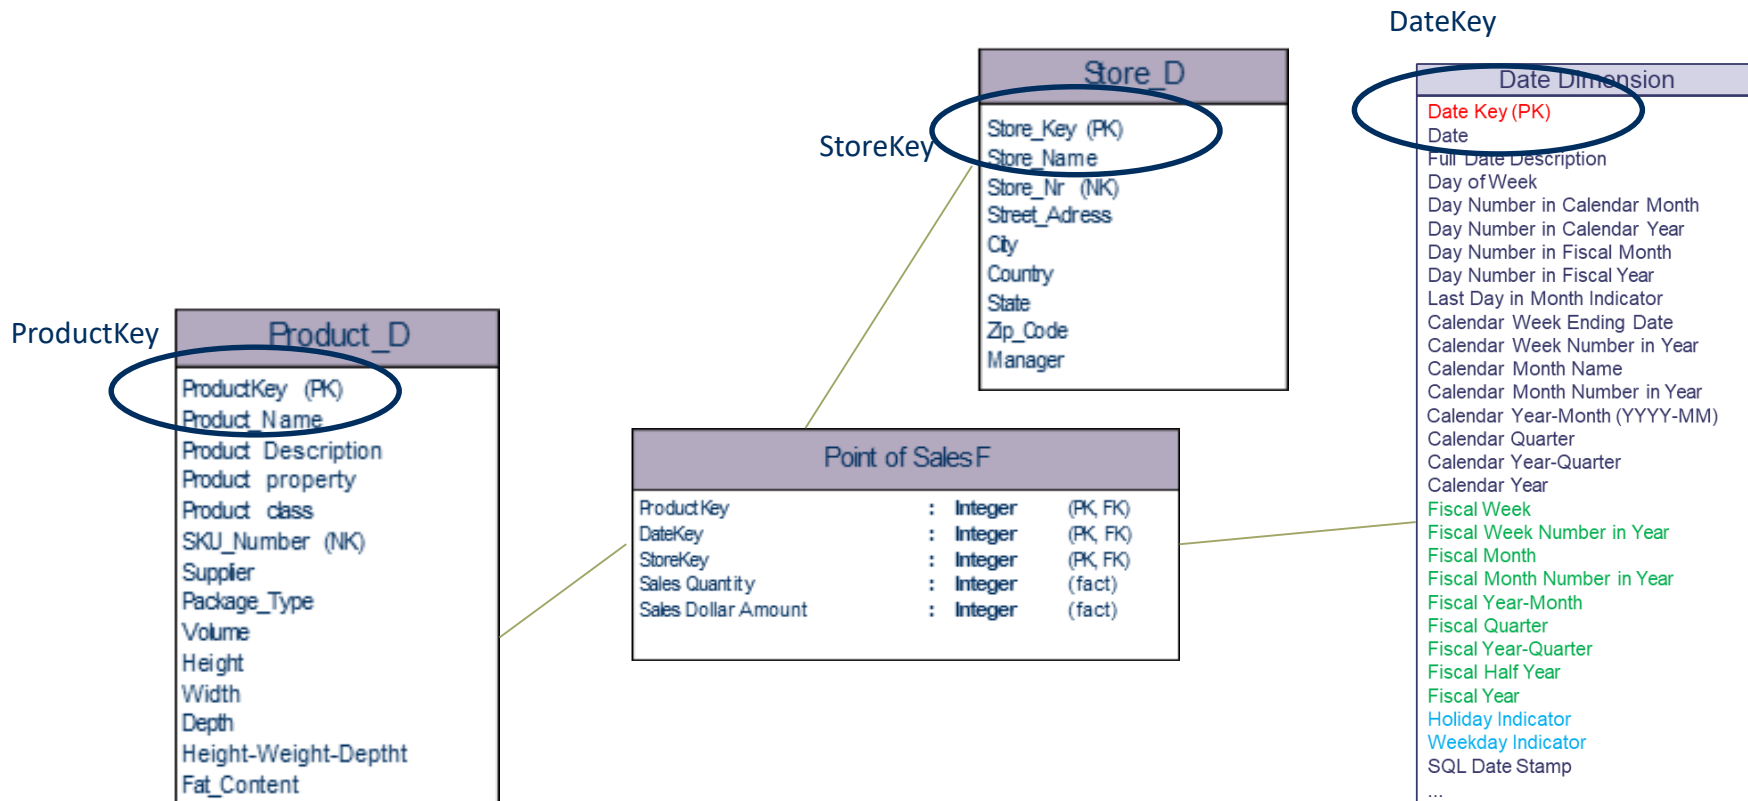 DateKey
Store_D
StoreKey
Store_Key (PK)
Store_Name
Store_Nr (NK)
Street_Adress
City
Country
State
Zip_Code
Manager
Date Dimension
Date Key (PK)
Date
Full Date Description
Day of Week
Day Number in Calendar Month
Day Number in Calendar Year
Day Number in Fiscal Month
Day Number in Fiscal Year
Last Day in Month Indicator
Calendar Week Ending Date
Calendar Week Number in Year
Calendar Month Name
Calendar Month Number in Year
Calendar Year-Month (YYYY-MM)
Calendar Quarter
Calendar Year-Quarter
Calendar Year
Fiscal Week
Fiscal Week Number in Year
Fiscal Month
Fiscal Month Number in Year
Fiscal Year-Month
Fiscal Quarter
Fiscal Year-Quarter
Fiscal Half Year
Fiscal Year
Holiday Indicator
Weekday Indicator
SQL Date Stamp
...
ProductKey
Product_D
ProductKey (PK)
Product_Name
Product Description
Product property
Product class
SKU_Number (NK)
Supplier
Package_Type
Volume
Height
Width
Depth
Height-Weight-Deptht
Fat_Content
Point of Sales F
ProductKey : Integer (PK, FK)
DateKey : Integer (PK, FK)
StoreKey : Integer (PK, FK)
Sales Quantity : Integer (fact)
Sales Dollar Amount : Integer (fact)